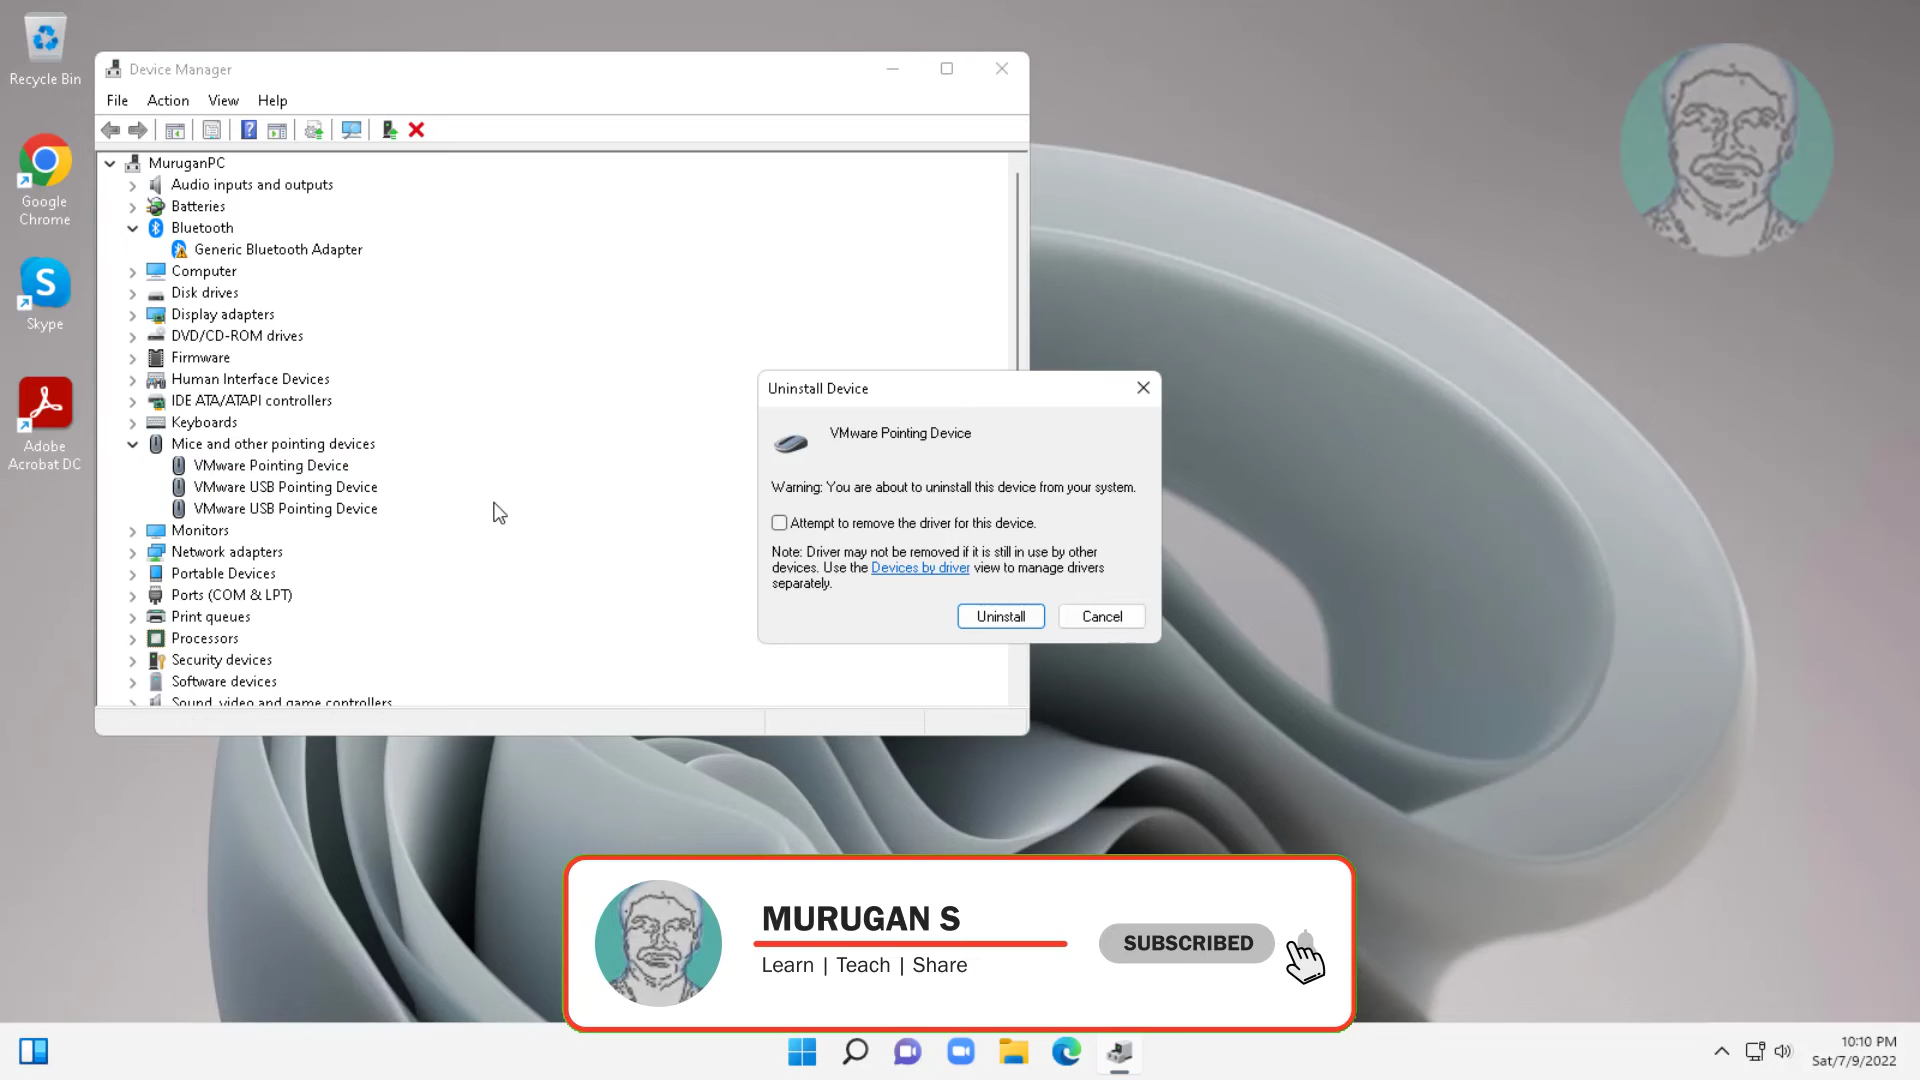 Recycle Bin
Google
Chrome
Skype
Adobe
Acrobat DC
Device Manager
File Action View Help
MuruganPC
Audio inputs and outputs
Batteries
Bluetooth
Generic Bluetooth Adapter
Computer
Disk drives
Display adapters
DVD/CD-ROM drives
Firmware
Human Interface Devices
IDE ATA/ATAPI controllers
Keyboards
Mice and other pointing devices
VMware Pointing Device
VMware USB Pointing Device
VMware USB Pointing Device
Monitors
Network adapters
Portable Devices
Ports (COM & LPT)
Print queues
Processors
Security devices
Software devices
Sound, video and game controllers
Uninstall Device
VMware Pointing Device
Warning: You are about to uninstall this device from your system.
Attempt to remove the driver for this device.
Note: Driver may not be removed if it is still in use by other
devices. Use the Devices by driver view to manage drivers
separately.
Uninstall Cancel
MURUGAN S
Learn | Teach | Share
SUBSCRIBED
10:10 PM
Sat/7/9/2022